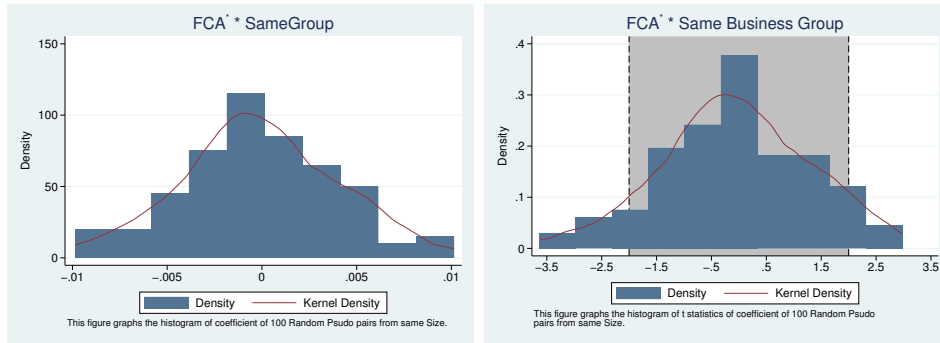 FCA* * SameGroup
Density
150
100
50
0
-.01
-.005
0
.005
.01
Density
Kernel Density
This figure graphs the histogram of coefficient of 100 Random Psudo pairs from same Size.
FCA* * Same Business Group
Density
.4
.3
.2
.1
0
-3.5
-2.5
-1.5
-.5
.5
1.5
2.5
3.5
Density
Kernel Density
This figure graphs the histogram of t statistics of coefficient of 100 Random Psudo
pairs from same Size.